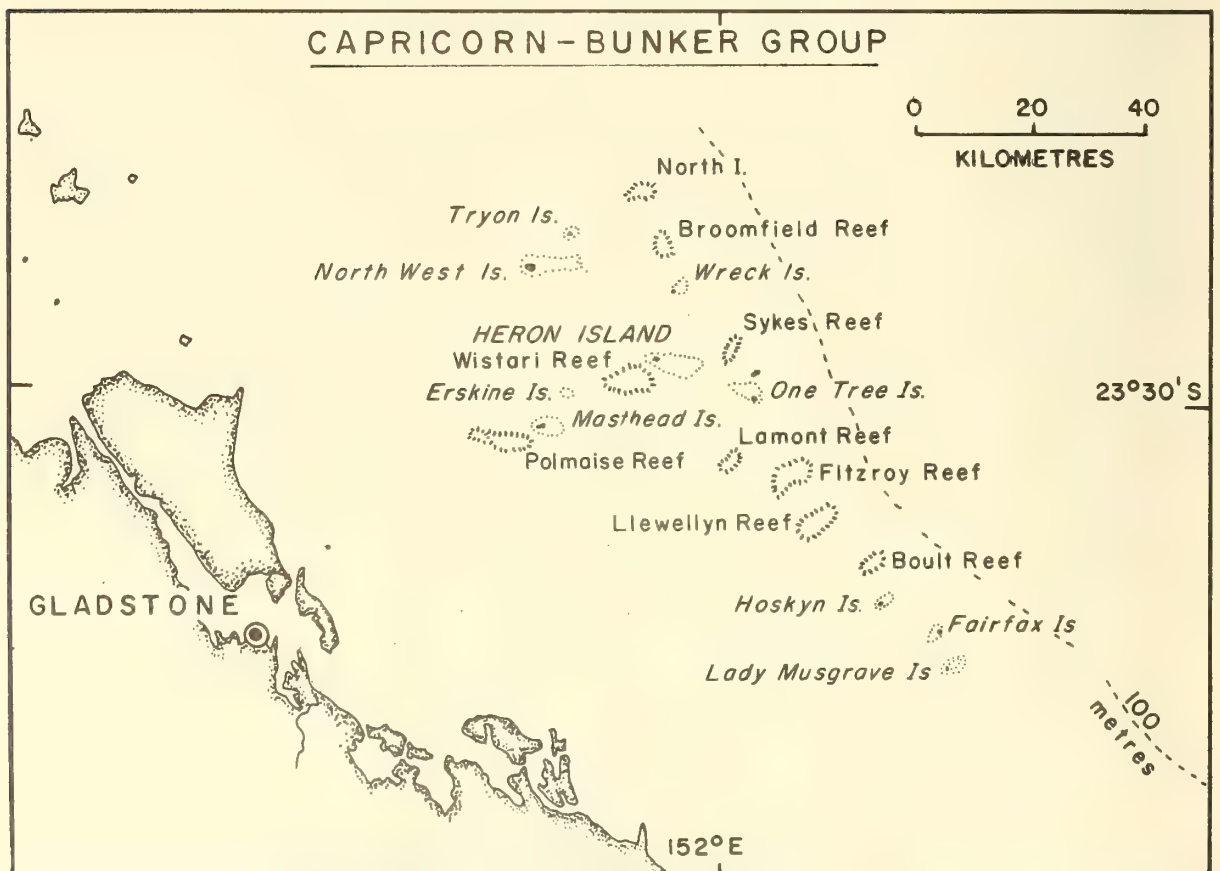 CAPRICORN-BUNKER GROUP
0 20 40
KILOMETRES
North I.
Tryon Is.
Broomfield Reef
North West Is.
Wreck Is.
Sykes Reef
HERON ISLAND
Wistari Reef
Erskine Is.
One Tree Is.
23°30'S
Masthead Is.
Lamont Reef
Polmaise Reef
Fitzroy Reef
Llewellyn Reef
Boult Reef
GLADSTONE
Hoskyn Is.
Fairfax Is
Lady Musgrave Is
100
metres
152°E